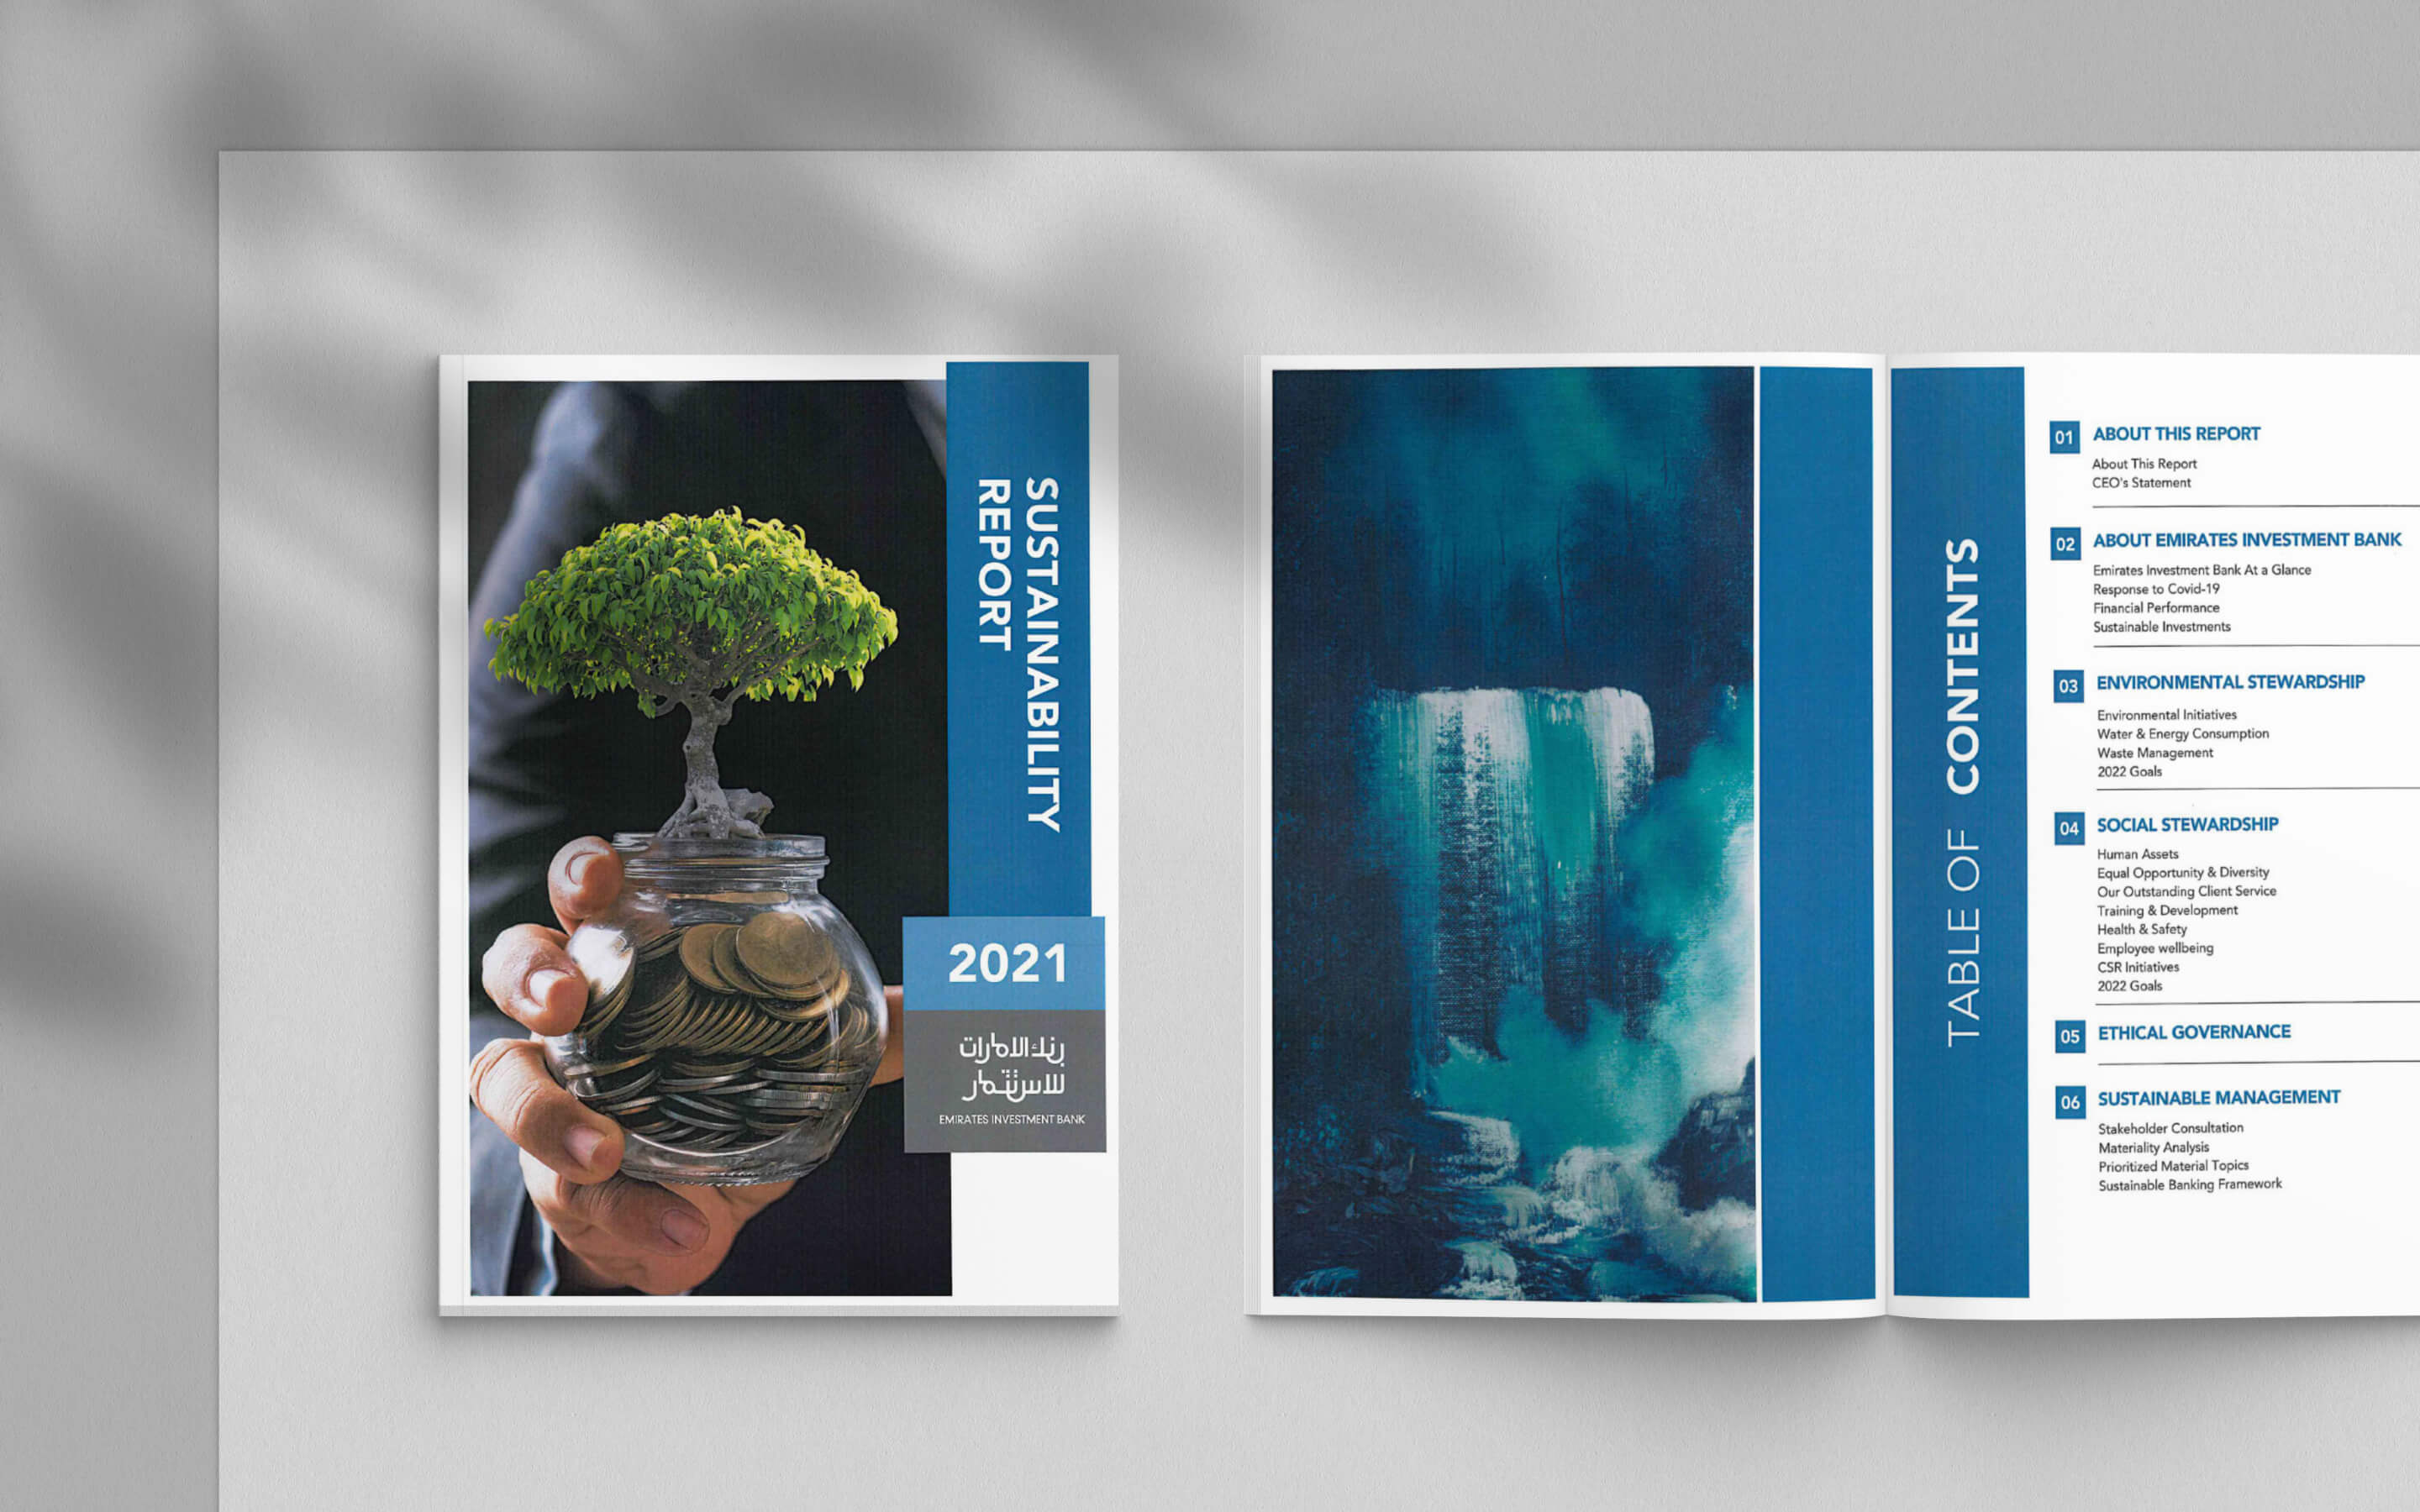 SUSTAINABILITY
REPORT
2021
بنك الامارات
للاستثمار
EMIRATES INVESTMENT BANK
TABLE OF CONTENTS
01 ABOUT THIS REPORT
About This Report
CEO's Statement
02 ABOUT EMIRATES INVESTMENT BANK
Emirates Investment Bank At a Glance
Response to Covid-19
Financial Performance
Sustainable Investments
03 ENVIRONMENTAL STEWARDSHIP
Environmental Initiatives
Water & Energy Consumption
Waste Management
2022 Goals
04 SOCIAL STEWARDSHIP
Human Assets
Equal Opportunity & Diversity
Our Outstanding Client Service
Training & Development
Health & Safety
Employee wellbeing
CSR Initiatives
2022 Goals
05 ETHICAL GOVERNANCE
06 SUSTAINABLE MANAGEMENT
Stakeholder Consultation
Materiality Analysis
Prioritized Material Topics
Sustainable Banking Framework